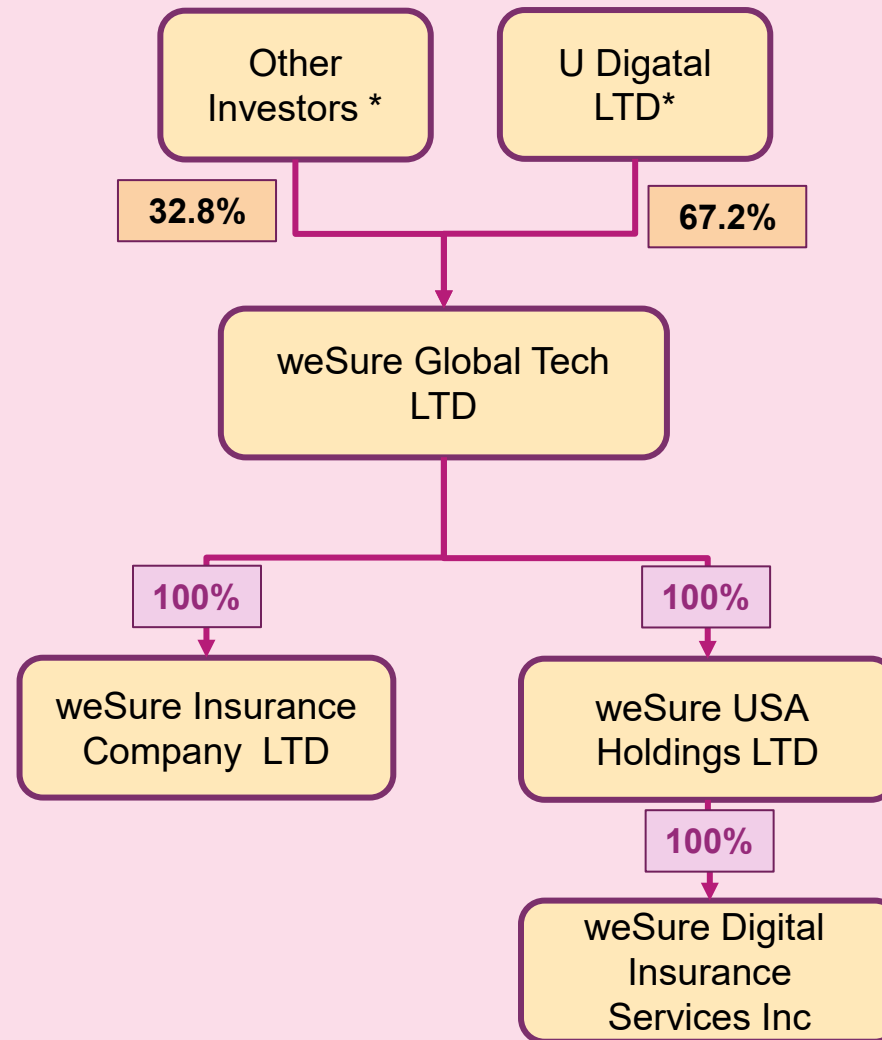 Other
Investors *
U Digatal
LTD*
32.8%
67.2%
weSure Global Tech
LTD
100%
100%
weSure Insurance
Company  LTD
weSure USA
Holdings LTD
100%
weSure Digital
Insurance
Services Inc